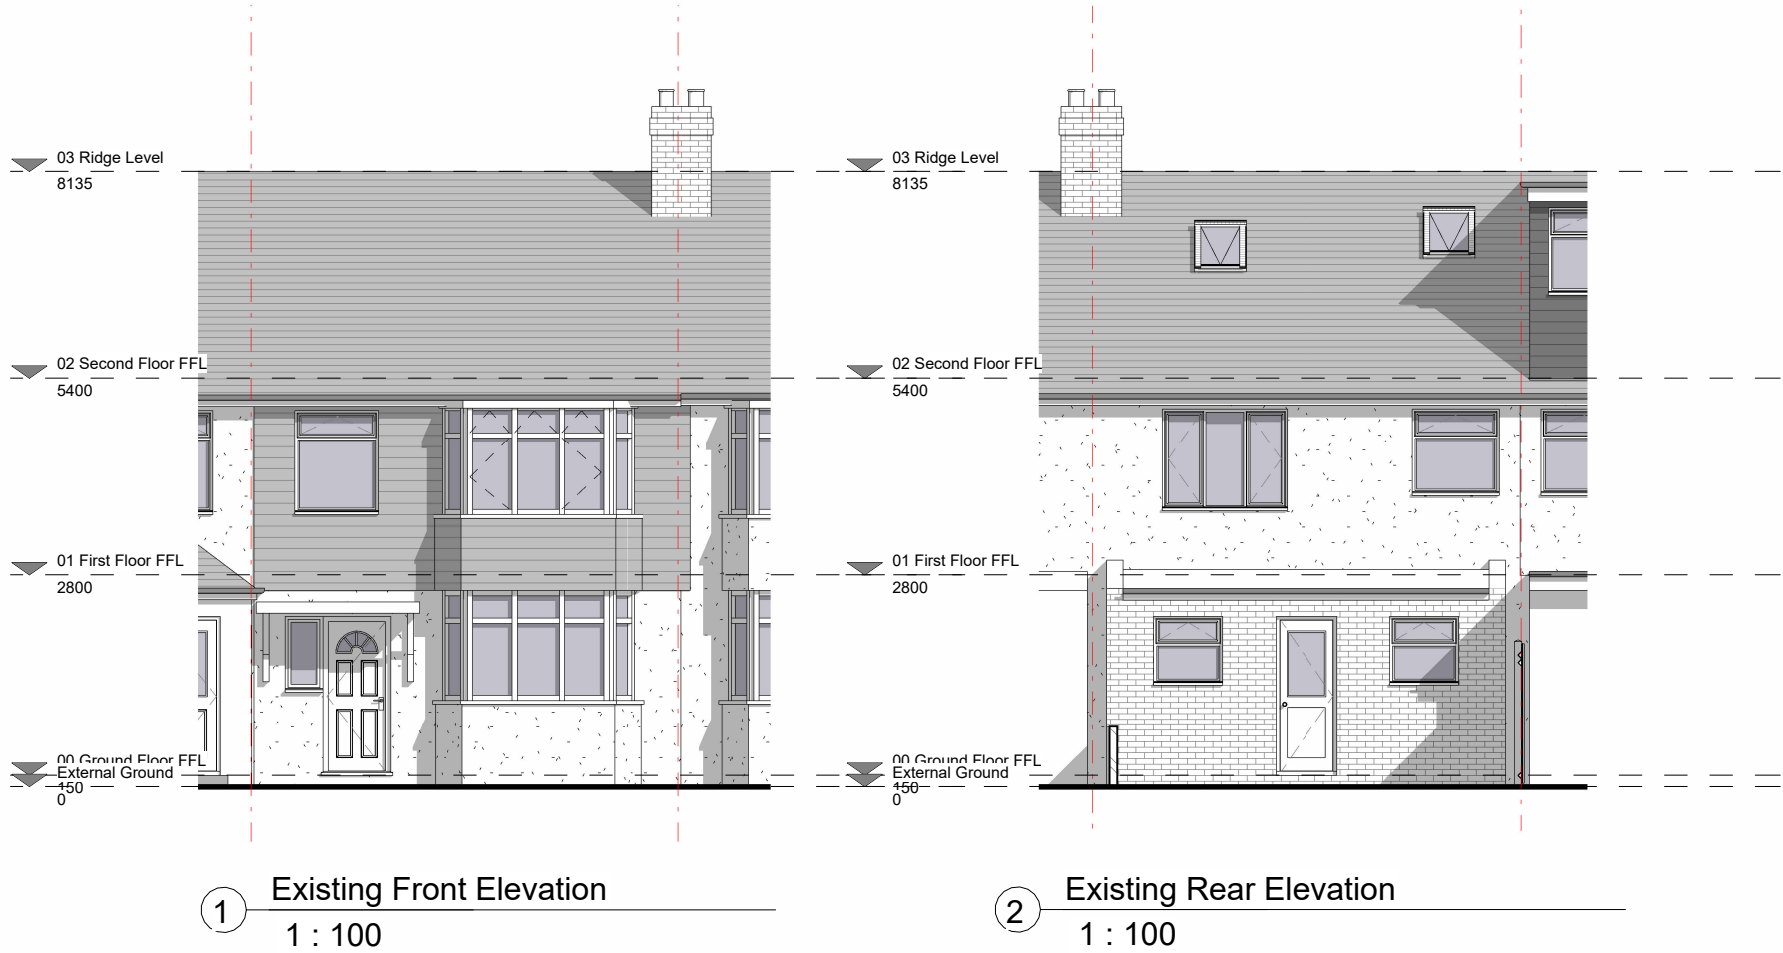 03 Ridge Level
8135
02 Second Floor FFL
5400
01 First Floor FFL
2800
00 Ground Floor FFL
External Ground
150
0
1
Existing Front Elevation
1 : 100
03 Ridge Level
8135
02 Second Floor FFL
5400
01 First Floor FFL
2800
00 Ground Floor FFL
External Ground
150
0
2
Existing Rear Elevation
1 : 100